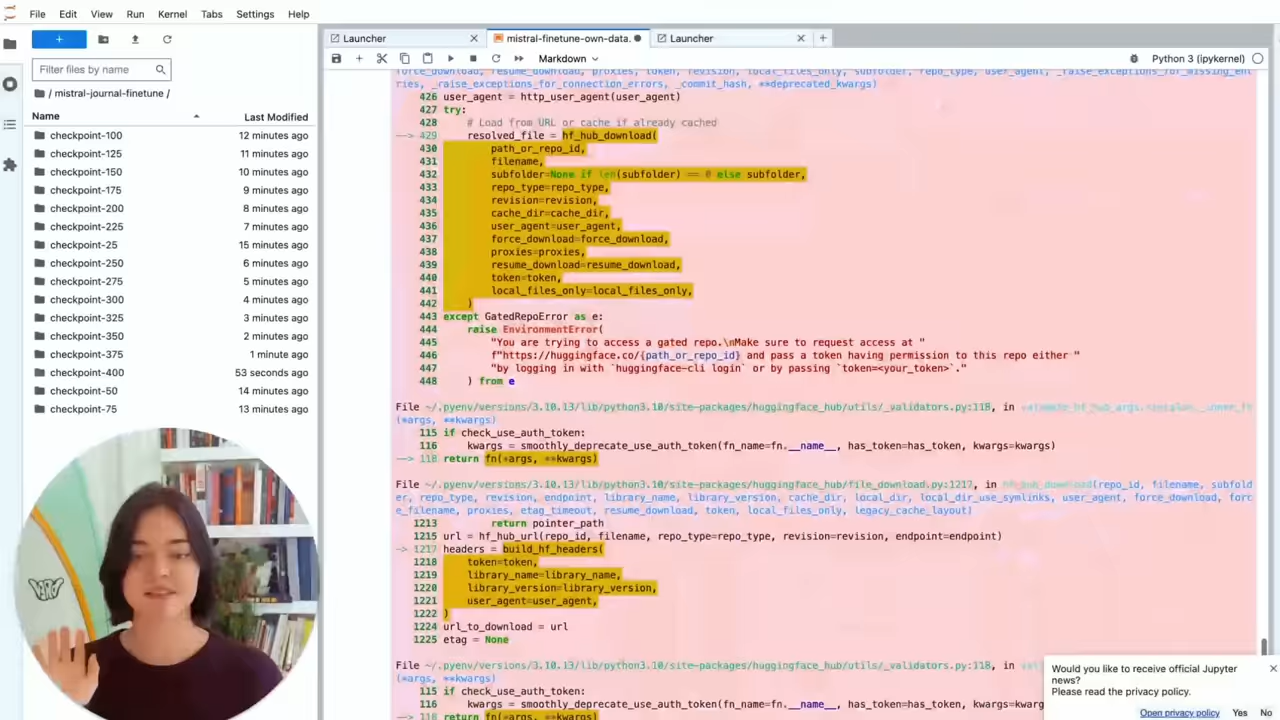 File Edit View Run Kernel Tabs Settings Help
+
Filter files by name
/ mistral-journal-finetune /
Name Last Modified
checkpoint-100 12 minutes ago
checkpoint-125 11 minutes ago
checkpoint-150 10 minutes ago
checkpoint-175 9 minutes ago
checkpoint-200 8 minutes ago
checkpoint-225 7 minutes ago
checkpoint-25 15 minutes ago
checkpoint-250 6 minutes ago
checkpoint-275 5 minutes ago
checkpoint-300 4 minutes ago
checkpoint-325 3 minutes ago
checkpoint-350 2 minutes ago
checkpoint-375 1 minute ago
checkpoint-400 53 seconds ago
checkpoint-50 14 minutes ago
checkpoint-75 13 minutes ago
Launcher mistral-finetune-own-data. Launcher
Markdown Python 3 (ipykernel)
force_download, resume_download, proxies, token, revision, local_files_only, subfolder, repo_type, user_agent, _raise_exceptions_for_missing_ent
ries, _raise_exceptions_for_connection_errors, _commit_hash, **deprecated_kwargs)
426 user_agent = http_user_agent(user_agent)
427 try:
428 # Load from URL or cache if already cached
--> 429 resolved_file = hf_hub_download(
430 path_or_repo_id,
431 filename,
432 subfolder=None if len(subfolder) == 0 else subfolder,
433 repo_type=repo_type,
434 revision=revision,
435 cache_dir=cache_dir,
436 user_agent=user_agent,
437 force_download=force_download,
438 proxies=proxies,
439 resume_download=resume_download,
440 token=token,
441 local_files_only=local_files_only,
442 )
443 except GatedRepoError as e:
444 raise EnvironmentError(
445 "You are trying to access a gated repo.\nMake sure to request access at "
446 f"https://huggingface.co/{path_or_repo_id} and pass a token having permission to this repo either "
447 "by logging in with `huggingface-cli login` or by passing `token=<your_token>`."
448 ) from e
File ~/.pyenv/versions/3.10.13/lib/python3.10/site-packages/huggingface_hub/utils/_validators.py:118, in validate_hf_hub_args.<locals>._inner_fn
(*args, **kwargs)
115 if check_use_auth_token:
116 kwargs = smoothly_deprecate_use_auth_token(fn_name=fn.__name__, has_token=has_token, kwargs=kwargs)
--> 118 return fn(*args, **kwargs)
File ~/.pyenv/versions/3.10.13/lib/python3.10/site-packages/huggingface_hub/file_download.py:1217, in hf_hub_download(repo_id, filename, subfold
er, repo_type, revision, endpoint, library_name, library_version, cache_dir, local_dir, local_dir_use_symlinks, user_agent, force_download, forc
e_filename, proxies, etag_timeout, resume_download, token, local_files_only, legacy_cache_layout)
1213 return pointer_path
1215 url = hf_hub_url(repo_id, filename, repo_type=repo_type, revision=revision, endpoint=endpoint)
-> 1217 headers = build_hf_headers(
1218 token=token,
1219 library_name=library_name,
1220 library_version=library_version,
1221 user_agent=user_agent,
1222 )
1224 url_to_download = url
1225 etag = None
File ~/.pyenv/versions/3.10.13/lib/python3.10/site-packages/huggingface_hub/utils/_validators.py:118, in
(*args, **kwargs)
115 if check_use_auth_token:
116 kwargs = smoothly_deprecate_use_auth_token(fn_name=fn.__name__, has_token=has_token, kwargs=kwarg
--> 118 return fn(*args, **kwargs)
Would you like to receive official Jupyter
news?
Please read the privacy policy.
Open privacy policy Yes No